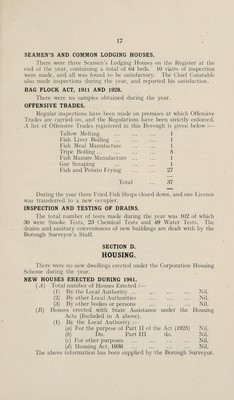 17
SEAMEN'S AND COMMON LODGING HOUSES.
There were three Seamen's Lodging Houses on the Register at the
end of the year, containing a total of 64 beds. 10 visits of inspection
were made, and all was found to be satisfactory. The Chief Constable
also made inspections during the year, and reported his satisfaction.
RAG FLOCK ACT, 1911 AND 1928.
There were no samples obtained during the year.
OFFENSIVE TRADES.
Regular inspections have been made on premises at which Offensive
Trades are carried on, and the Regulations have been strictly enforced.
A list of Offensive Trades registered in this Borough is given below :—
Tallow Melting ... ... ... 1
Fish Liver Boiling ... ... ... 1
Fish Meal Manufacture ... ... 1
Tripe Boiling ... ... ... ...
Fish Manure Manufacture ... ... 1
Gut Scraping ... ... ... 1
Fish and Potato Frying ... ... 27
Total ... 37
During the year three Fried Fish Shops closed down, and one Licence
was transferred to a new occupier.
INSPECTION AND TESTING OF DRAINS.
The total number of tests made during the year was 102 of which
30 were Smoke Tests, 23 Chemical Tests and 49 Water Tests. The
drains and sanitary conveniences of new buildings are dealt with by the
Borough Surveyor's Staff.
SECTION D.
HOUSING.
There were no new dwellings erected under the Corporation Housing
Scheme during the year.
NEW HOUSES ERECTED DURING 1941.
(A) Total number of Houses Erected :—
(1) By the Local Authority ... ... ... ... Nil.
(2) By other Local Authorities ... ... ... Nil.
(3) By other bodies or persons ... ... ... Nil.
(B) Houses erected with State Assistance under the Housing
Acts (Included in A above).
(1) By the Local Authority :—
(a) For the purpose of Part II of the Act (1925) Nil.
(b) Do. Part III do. Nil.
(c) For other purposes ... ... ... ... Nil.
(d) Housing Act, 1936. ... ... ... ... Nil.
The above information has been supplied by the Borough Surveyor.